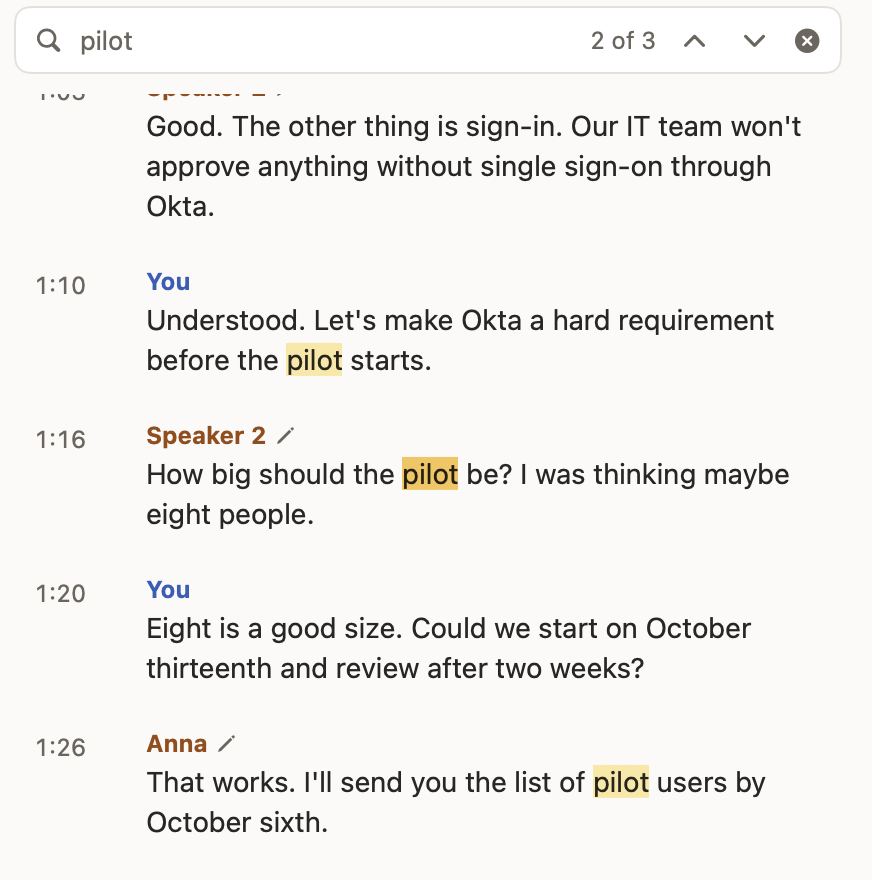 pilot
2 of 3
1:05
Speaker 2
Good. The other thing is sign-in. Our IT team won't
approve anything without single sign-on through
Okta.
1:10
You
Understood. Let's make Okta a hard requirement
before the pilot starts.
1:16
Speaker 2
How big should the pilot be? I was thinking maybe
eight people.
1:20
You
Eight is a good size. Could we start on October
thirteenth and review after two weeks?
1:26
Anna
That works. I'll send you the list of pilot users by
October sixth.